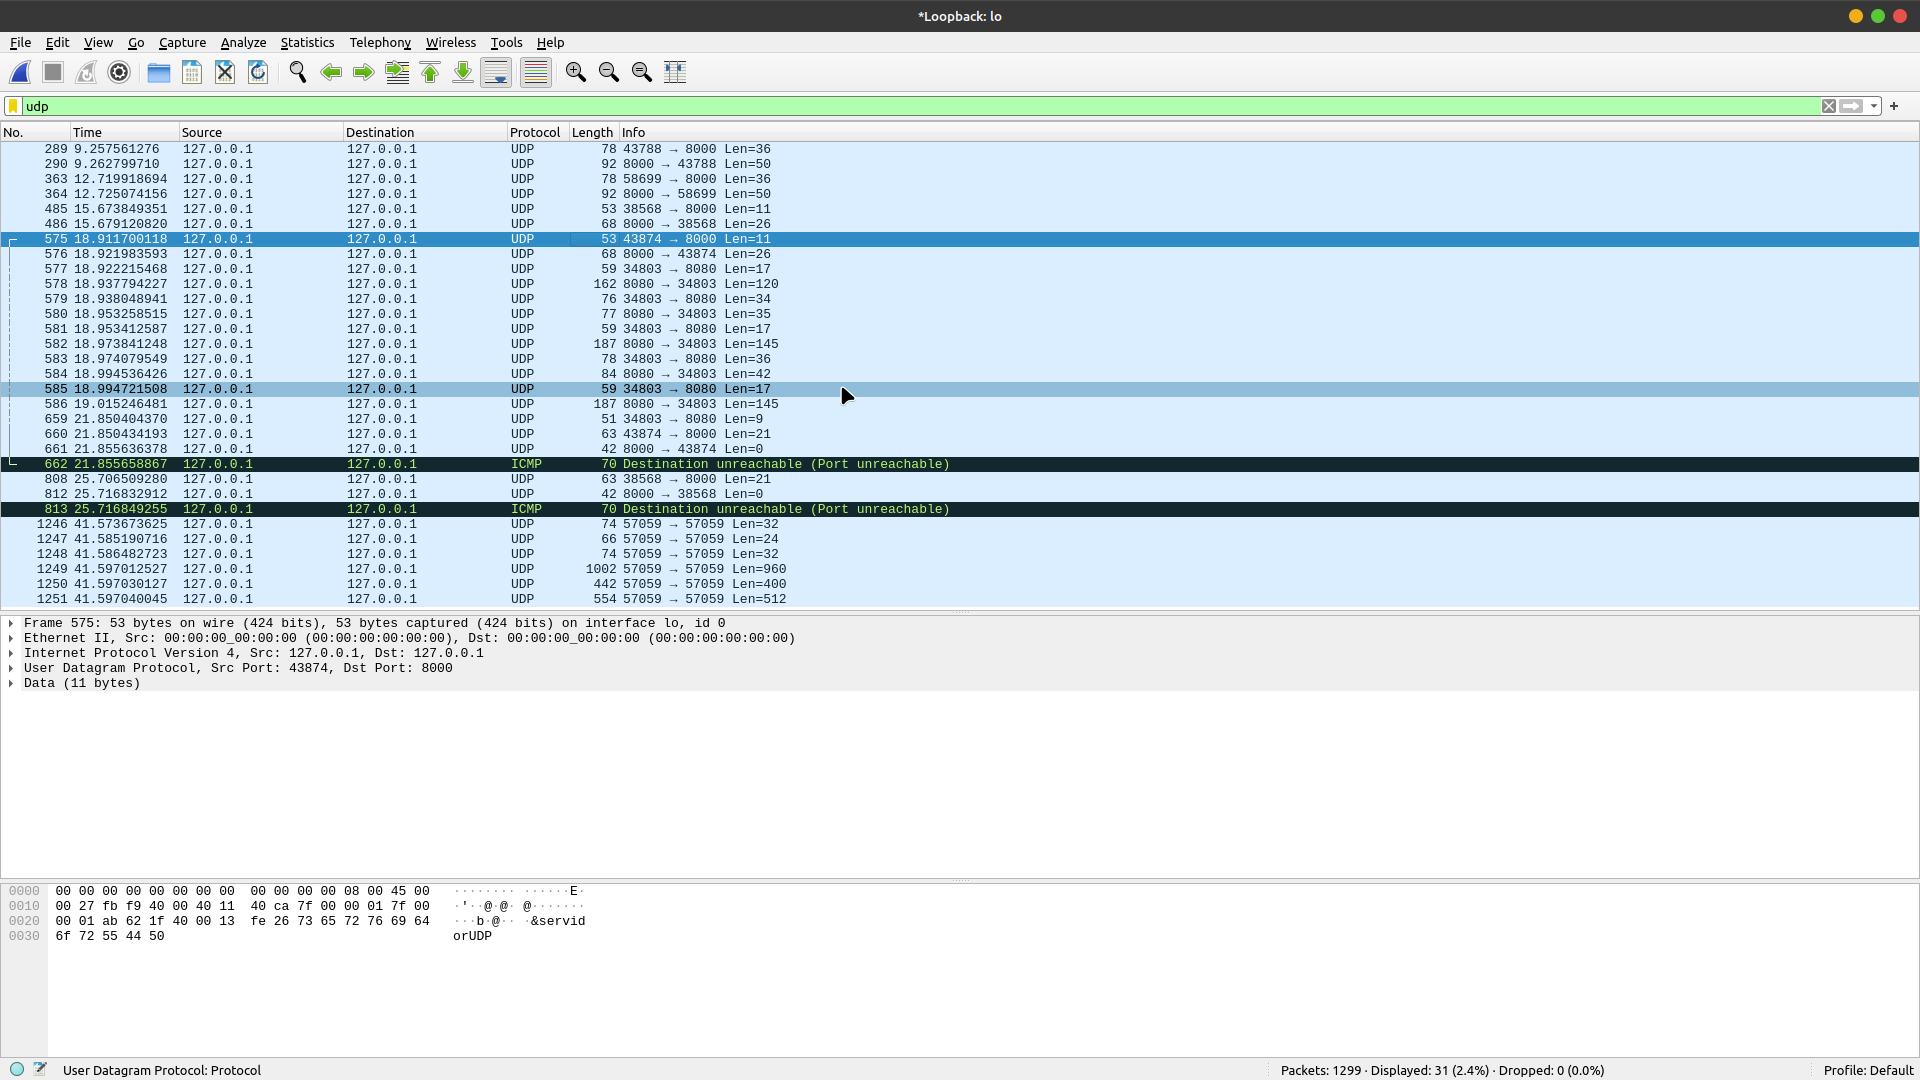 *Loopback: lo
File Edit View Go Capture Analyze Statistics Telephony Wireless Tools Help
udp
No. Time Source Destination Protocol Length Info
289 9.257561276 127.0.0.1 127.0.0.1 UDP 78 43788 → 8000 Len=36
290 9.262799710 127.0.0.1 127.0.0.1 UDP 92 8000 → 43788 Len=50
363 12.719918694 127.0.0.1 127.0.0.1 UDP 78 58699 → 8000 Len=36
364 12.725074156 127.0.0.1 127.0.0.1 UDP 92 8000 → 58699 Len=50
485 15.673849351 127.0.0.1 127.0.0.1 UDP 53 38568 → 8000 Len=11
486 15.679120820 127.0.0.1 127.0.0.1 UDP 68 8000 → 38568 Len=26
575 18.911700118 127.0.0.1 127.0.0.1 UDP 53 43874 → 8000 Len=11
576 18.921983593 127.0.0.1 127.0.0.1 UDP 68 8000 → 43874 Len=26
577 18.922215468 127.0.0.1 127.0.0.1 UDP 59 34803 → 8080 Len=17
578 18.937794227 127.0.0.1 127.0.0.1 UDP 162 8080 → 34803 Len=120
579 18.938048941 127.0.0.1 127.0.0.1 UDP 76 34803 → 8080 Len=34
580 18.953258515 127.0.0.1 127.0.0.1 UDP 77 8080 → 34803 Len=35
581 18.953412587 127.0.0.1 127.0.0.1 UDP 59 34803 → 8080 Len=17
582 18.973841248 127.0.0.1 127.0.0.1 UDP 187 8080 → 34803 Len=145
583 18.974079549 127.0.0.1 127.0.0.1 UDP 78 34803 → 8080 Len=36
584 18.994536426 127.0.0.1 127.0.0.1 UDP 84 8080 → 34803 Len=42
585 18.994721508 127.0.0.1 127.0.0.1 UDP 59 34803 → 8080 Len=17
586 19.015246481 127.0.0.1 127.0.0.1 UDP 187 8080 → 34803 Len=145
659 21.850404370 127.0.0.1 127.0.0.1 UDP 51 34803 → 8080 Len=9
660 21.850434193 127.0.0.1 127.0.0.1 UDP 63 43874 → 8000 Len=21
661 21.855636378 127.0.0.1 127.0.0.1 UDP 42 8000 → 43874 Len=0
662 21.855658867 127.0.0.1 127.0.0.1 ICMP 70 Destination unreachable (Port unreachable)
808 25.706509280 127.0.0.1 127.0.0.1 UDP 63 38568 → 8000 Len=21
812 25.716832912 127.0.0.1 127.0.0.1 UDP 42 8000 → 38568 Len=0
813 25.716849255 127.0.0.1 127.0.0.1 ICMP 70 Destination unreachable (Port unreachable)
1246 41.573673625 127.0.0.1 127.0.0.1 UDP 74 57059 → 57059 Len=32
1247 41.585190716 127.0.0.1 127.0.0.1 UDP 66 57059 → 57059 Len=24
1248 41.586482723 127.0.0.1 127.0.0.1 UDP 74 57059 → 57059 Len=32
1249 41.597012527 127.0.0.1 127.0.0.1 UDP 1002 57059 → 57059 Len=960
1250 41.597030127 127.0.0.1 127.0.0.1 UDP 442 57059 → 57059 Len=400
1251 41.597040045 127.0.0.1 127.0.0.1 UDP 554 57059 → 57059 Len=512
Frame 575: 53 bytes on wire (424 bits), 53 bytes captured (424 bits) on interface lo, id 0
Ethernet II, Src: 00:00:00_00:00:00 (00:00:00:00:00:00), Dst: 00:00:00_00:00:00 (00:00:00:00:00:00)
Internet Protocol Version 4, Src: 127.0.0.1, Dst: 127.0.0.1
User Datagram Protocol, Src Port: 43874, Dst Port: 8000
Data (11 bytes)
0000 00 00 00 00 00 00 00 00 00 00 00 00 08 00 45 00 ········ ······E·
0010 00 27 fb f9 40 00 40 11 40 ca 7f 00 00 01 7f 00 ·'··@·@· @·······
0020 00 01 ab 62 1f 40 00 13 fe 26 73 65 72 76 69 64 ···b·@·· ·&servid
0030 6f 72 55 44 50 orUDP
User Datagram Protocol: Protocol Packets: 1299 · Displayed: 31 (2.4%) · Dropped: 0 (0.0%) Profile: Default